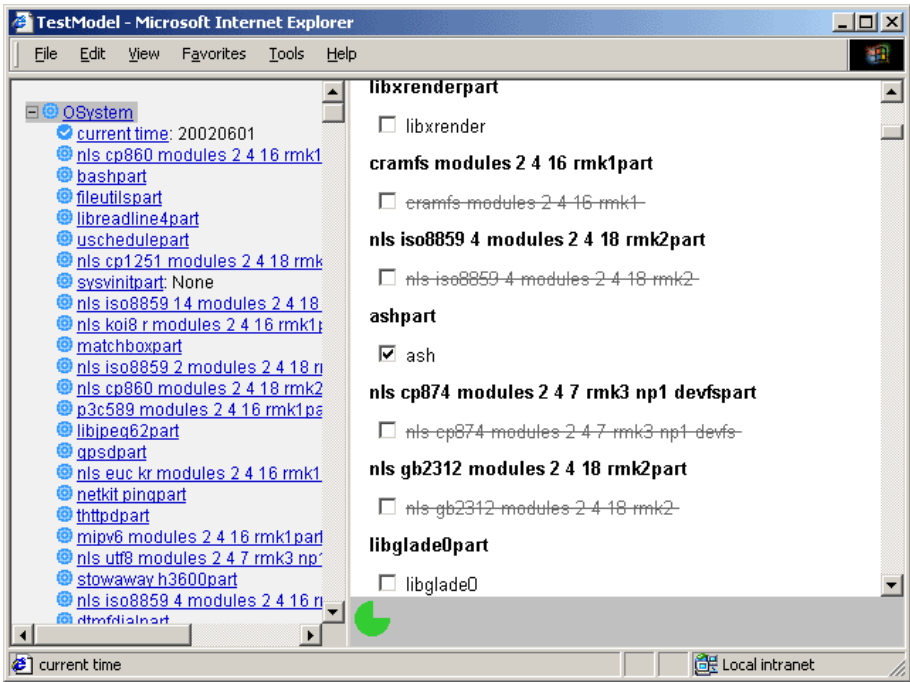 TestModel - Microsoft Internet Explorer
File Edit View Favorites Tools Help
OSystem
current time: 20020601
nls cp860 modules 2 4 16 rmk1
bashpart
fileutilspart
libreadline4part
uschedulepart
nls cp1251 modules 2 4 18 rmk
sysvinitpart: None
nls iso8859 14 modules 2 4 18
nls koi8 r modules 2 4 16 rmk1p
matchboxpart
nls iso8859 2 modules 2 4 18 r
nls cp860 modules 2 4 18 rmk2
p3c589 modules 2 4 16 rmk1pa
libjpeg62part
gpsdpart
nls euc kr modules 2 4 16 rmk1
netkit pingpart
thttpdpart
mipv6 modules 2 4 16 rmk1part
nls utf8 modules 2 4 7 rmk3 np1
stowaway h3600part
nls iso8859 4 modules 2 4 16 r
dtmfdialpart
libxrenderpart
libxrender
cramfs modules 2 4 16 rmk1part
cramfs modules 2 4 16 rmk1
nls iso8859 4 modules 2 4 18 rmk2part
nls iso8859 4 modules 2 4 18 rmk2
ashpart
ash
nls cp874 modules 2 4 7 rmk3 np1 devfspart
nls cp874 modules 2 4 7 rmk3 np1 devfs
nls gb2312 modules 2 4 18 rmk2part
nls gb2312 modules 2 4 18 rmk2
libglade0part
libglade0
current time
Local intranet